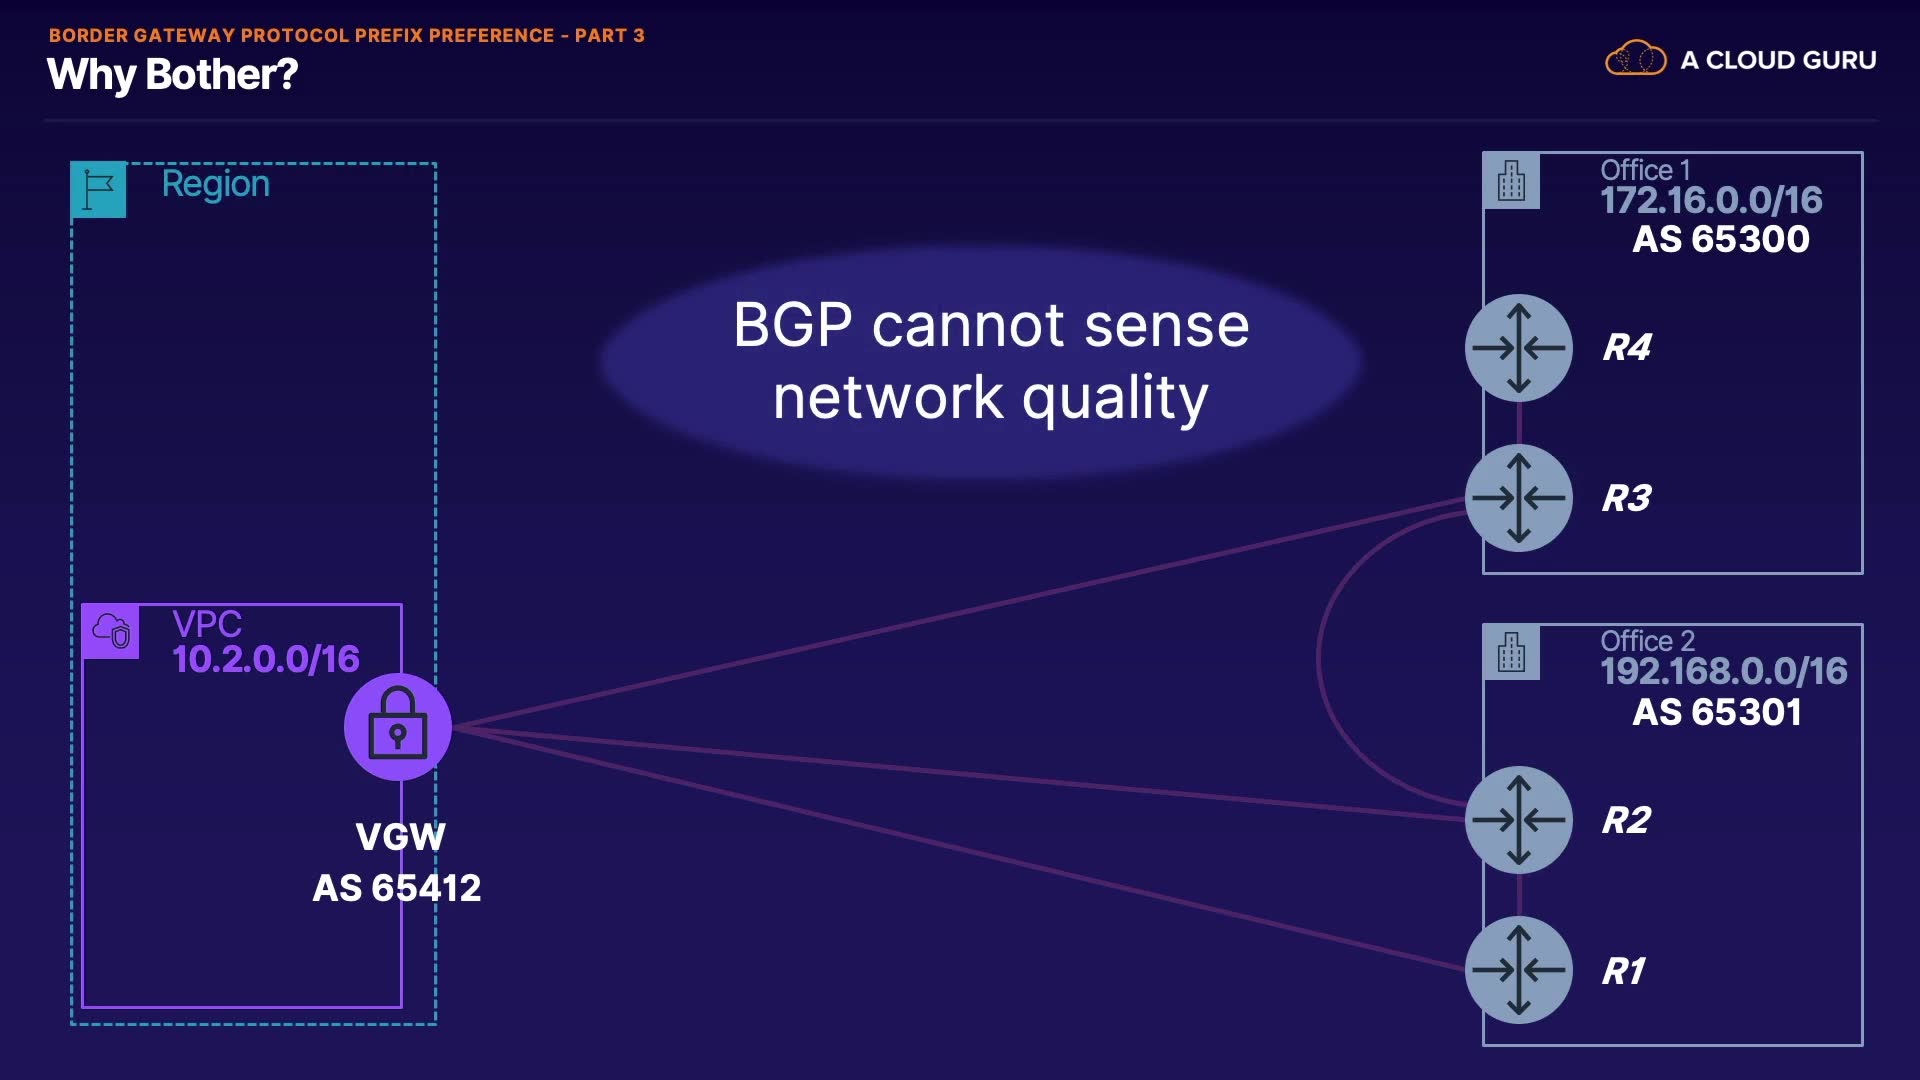 BORDER GATEWAY PROTOCOL PREFIX PREFERENCE - PART 3
Why Bother?
A CLOUD GURU
Region
BGP cannot sense
network quality
VPC
10.2.0.0/16
VGW
AS 65412
Office 1
172.16.0.0/16
AS 65300
R4
R3
Office 2
192.168.0.0/16
AS 65301
R2
R1